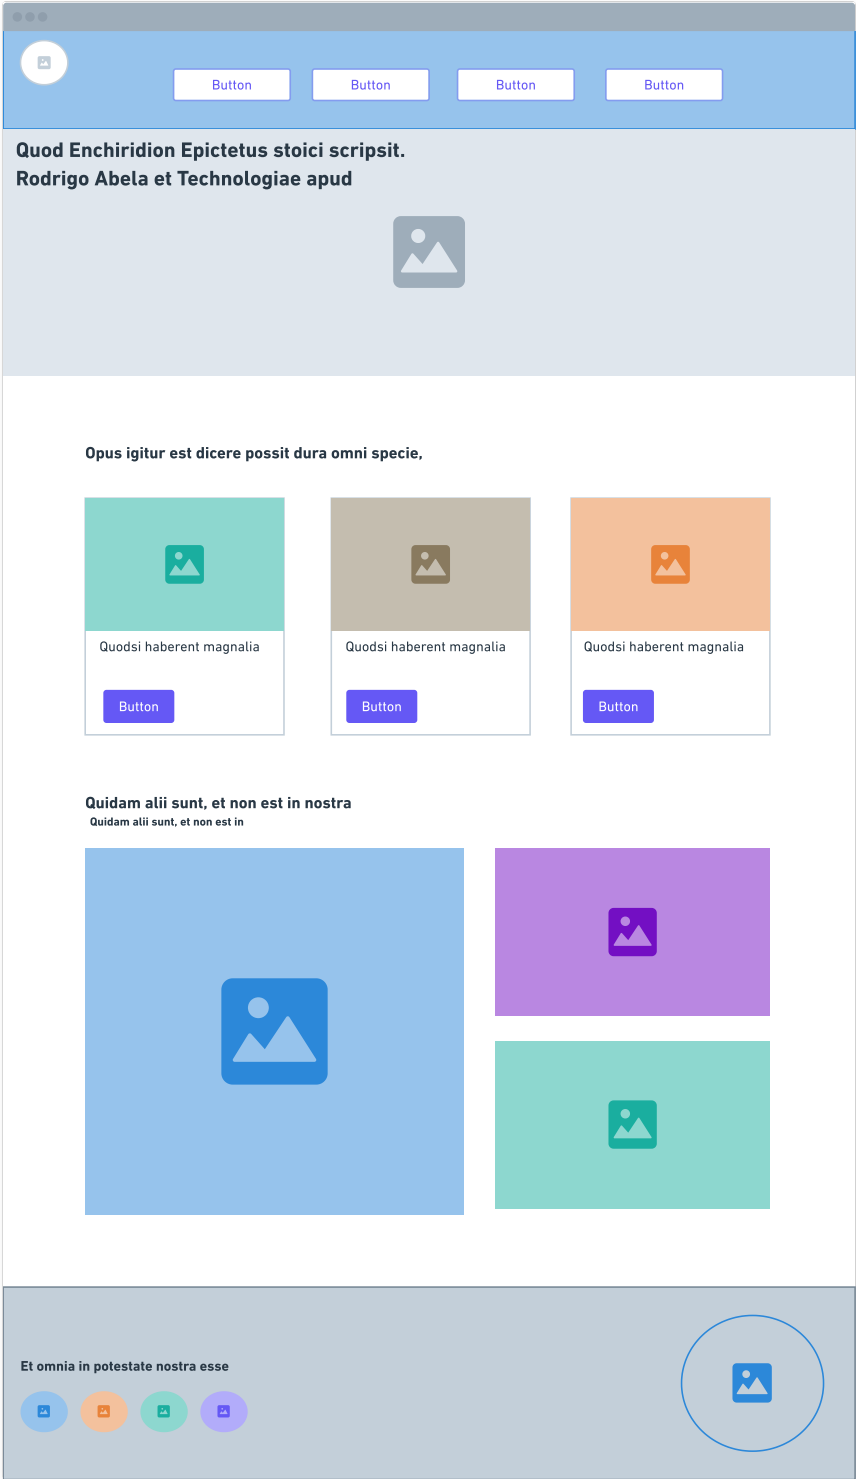 Button
Button
Button
Button
Quod Enchiridion Epictetus stoici scripsit.
Rodrigo Abela et Technologiae apud
Opus igitur est dicere possit dura omni specie,
Quodsi haberent magnalia
Button
Quodsi haberent magnalia
Button
Quodsi haberent magnalia
Button
Quidam alii sunt, et non est in nostra
Quidam alii sunt, et non est in
Et omnia in potestate nostra esse